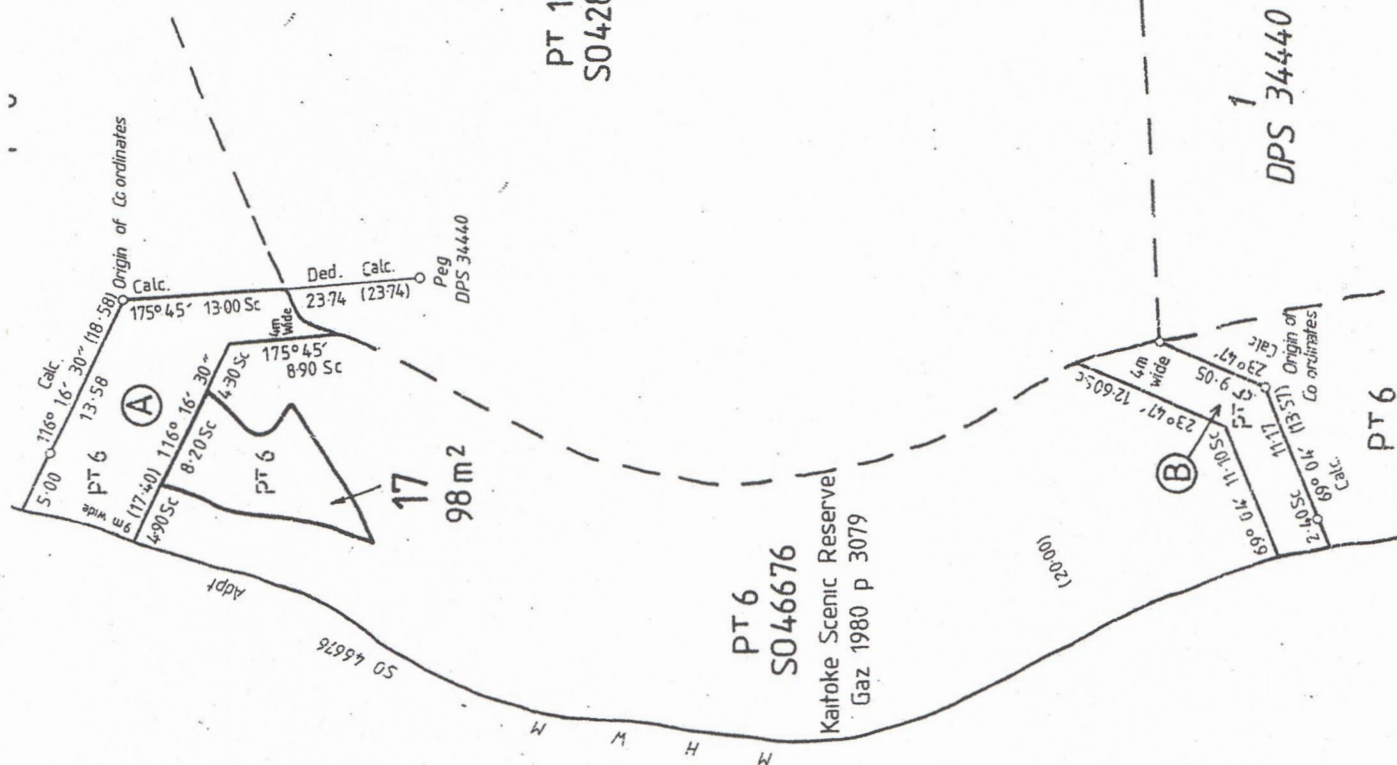 PT 1
SO428
Origin of Co ordinates
Calc.
116° 16′ 30″ (18·58)
13·58
5·00
PT 6
A
9m wide
(17·40) 116° 16′ 30″
4·90 Sc
8·20 Sc
4·30 Sc
Calc.
175° 45′ 13·00 Sc
4m
wide
175° 45′
8·90 Sc
Ded. Calc.
23·74 (23·74)
Peg
DPS 34440
PT 6
17
98 m²
Adpt
SO 46676
M H W M
PT 6
SO46676
Kaitoke Scenic Reserve
Gaz 1980 p 3079
(20·00)
1
DPS 34440
4m
wide
23° 47′ 12·60 Sc
23° 47′
Calc
9·05
PT 6
B
69° 04′ 11·10 Sc
11·17
2·40 Sc
69° 04′ (13·57)
Calc.
Origin of
Co ordinates
PT 6